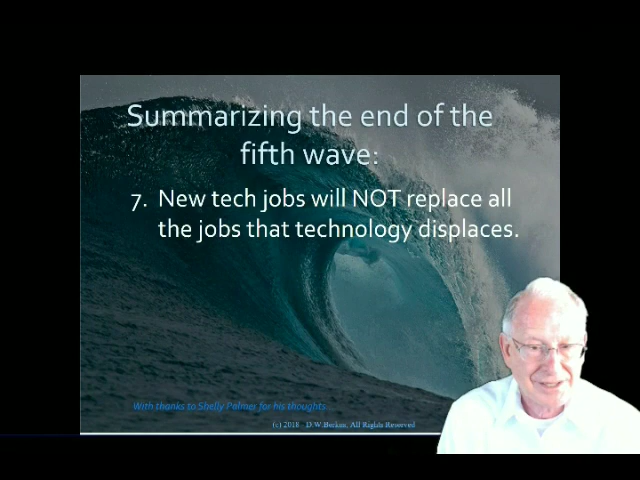 Summarizing the end of the
fifth wave:
7. New tech jobs will NOT replace all
the jobs that technology displaces.
With thanks to Shelly Palmer for his thoughts
(c) 2018 D.W.Becker, All Rights Reserved